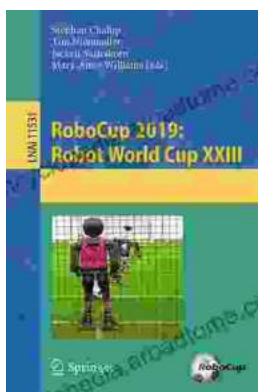 Stephan Chalup
Tim Niemueller
Jackrit Suthakorn
Mary-Anne Williams (Eds.)
LNAI 11531
RoboCup 2019:
Robot World Cup XXIII
Springer
RoboCup